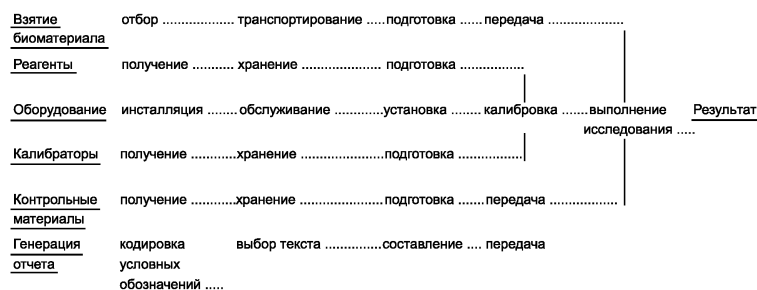 Взятие отбор .................. транспортирование ..... подготовка ...... передача ...................
биоматериала
Реагенты получение .......... хранение .................... подготовка ................
Оборудование инсталляция ....... обслуживание ............установка ....... калибровка ......выполнение Результат
исследования .....
Калибраторы получение ...........хранение ...................... подготовка ................
Контрольные получение ...........хранение ...................... подготовка ...... передача .................
материалы
Генерация кодировка выбор текста ..............составление .... передача
отчета условных
обозначений .....